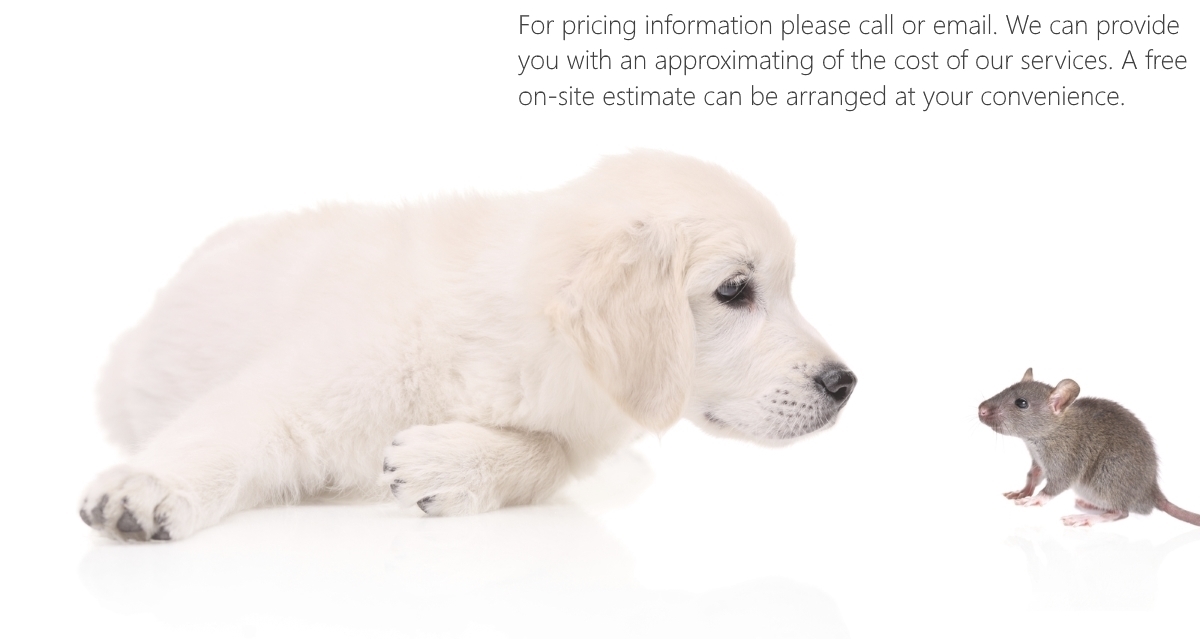 For pricing information please call or email. We can provide
you with an approximating of the cost of our services. A free
on-site estimate can be arranged at your convenience.